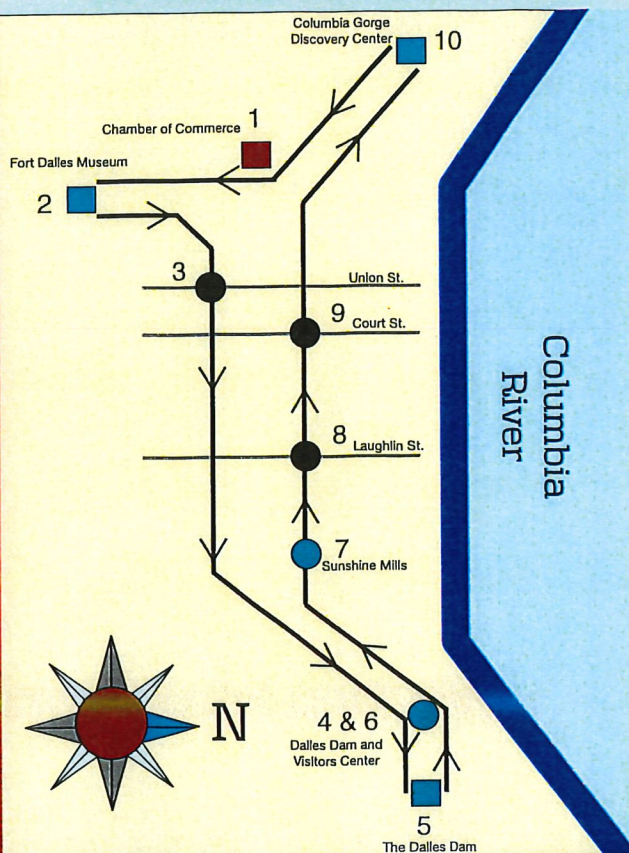 Columbia Gorge
Discovery Center
10
1
Chamber of Commerce
Fort Dalles Museum
2
3
Union St.
9
Court St.
Columbia
River
8
Laughlin St.
7
Sunshine Mills
N
4 & 6
Dalles Dam and
Visitors Center
5
The Dalles Dam